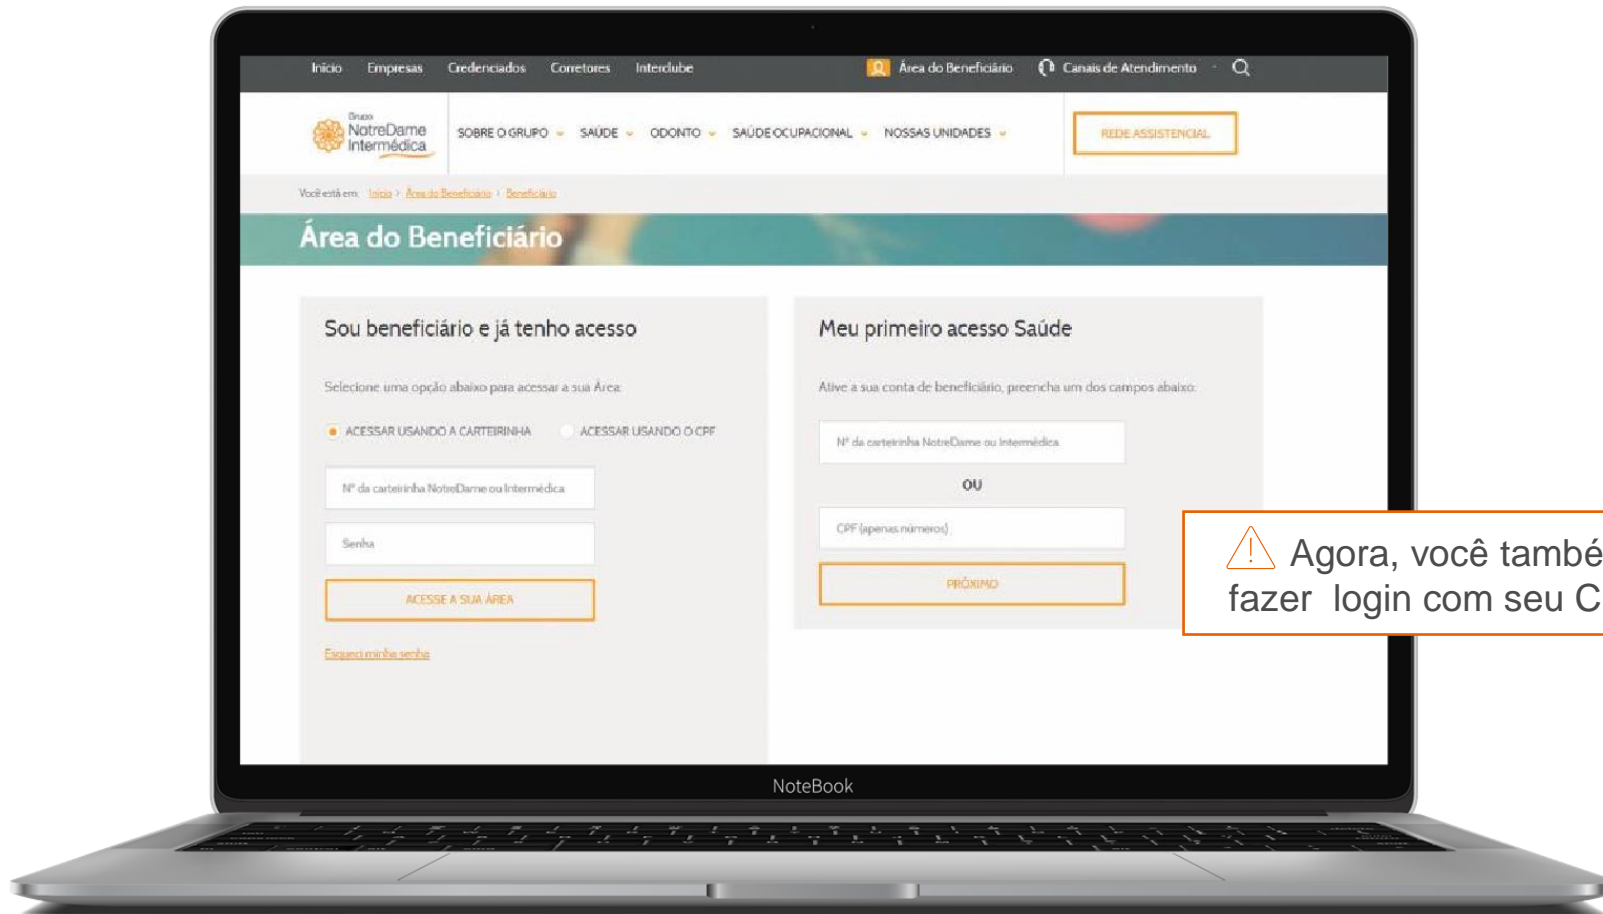 Início Empresas Credenciados Corretores Interclube Área do Beneficiário Canais de Atendimento
Grupo
NotreDame
Intermédica
SOBRE O GRUPO SAÚDE ODONTO SAÚDE OCUPACIONAL NOSSAS UNIDADES REDE ASSISTENCIAL
Você está em: Início > Área do Beneficiário > Beneficiário
Área do Beneficiário
Sou beneficiário e já tenho acesso
Selecione uma opção abaixo para acessar a sua Área:
ACESSAR USANDO A CARTEIRINHA ACESSAR USANDO O CPF
Nº da carteirinha NotreDame ou Intermédica
Senha
ACESSE A SUA ÁREA
Esqueci minha senha
Meu primeiro acesso Saúde
Ative a sua conta de beneficiário, preencha um dos campos abaixo:
Nº da carteirinha NotreDame ou Intermédica
OU
CPF (apenas números)
PRÓXIMO
Agora, você també
fazer login com seu C
NoteBook